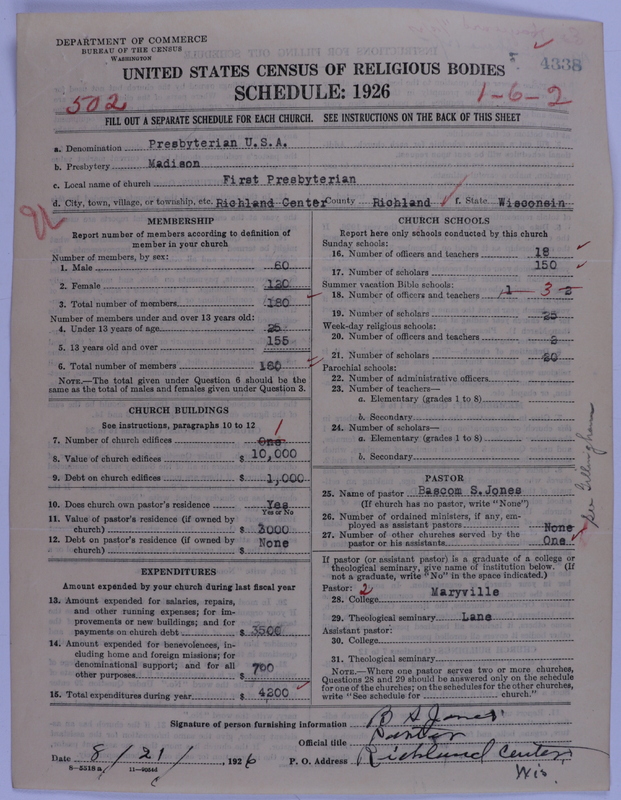 DEPARTMENT OF COMMERCE
BUREAU OF THE CENSUS
WASHINGTON
4338
UNITED STATES CENSUS OF RELIGIOUS BODIES
SCHEDULE: 1926
502
1-6-2
FILL OUT A SEPARATE SCHEDULE FOR EACH CHURCH. SEE INSTRUCTIONS ON THE BACK OF THIS SHEET
a. Denomination Presbyterian U.S.A.
b. Presbytery Madison
c. Local name of church First Presbyterian
d. City, town, village, or township, etc. Richland Center County Richland f. State Wisconsin
MEMBERSHIP
Report number of members according to definition of
member in your church
Number of members, by sex:
1. Male 60
2. Female 120
3. Total number of members 180
Number of members under and over 13 years old:
4. Under 13 years of age 25
5. 13 years old and over 155
6. Total number of members 180
NOTE.—The total given under Question 6 should be the
same as the total of males and females given under Question 3.
CHURCH BUILDINGS
See instructions, paragraphs 10 to 12
7. Number of church edifices One 1
8. Value of church edifices $ 10,000
9. Debt on church edifices $ 1,000
10. Does church own pastor's residence Yes
Yes or No
11. Value of pastor's residence (if owned by
church) $ 3000
12. Debt on pastor's residence (if owned by
church) $ None
EXPENDITURES
Amount expended by your church during last fiscal year
13. Amount expended for salaries, repairs,
and other running expenses; for im-
provements or new buildings; and for
payments on church debt $ 3500
14. Amount expended for benevolences, in-
cluding home and foreign missions; for
denominational support; and for all
other purposes $ 700
15. Total expenditures during year $ 4200
CHURCH SCHOOLS
Report here only schools conducted by this church
Sunday schools:
16. Number of officers and teachers 18
17. Number of scholars 150
Summer vacation Bible schools:
18. Number of officers and teachers 1 3 2
19. Number of scholars 25
Week-day religious schools:
20. Number of officers and teachers 2
21. Number of scholars 20
Parochial schools:
22. Number of administrative officers
23. Number of teachers—
a. Elementary (grades 1 to 8)
b. Secondary
24. Number of scholars—
a. Elementary (grades 1 to 8)
b. Secondary
PASTOR
25. Name of pastor Bascom S. Jones
(If church has no pastor, write "None")
26. Number of ordained ministers, if any, em-
ployed as assistant pastors None
27. Number of other churches served by the
pastor or his assistants One
If pastor (or assistant pastor) is a graduate of a college or
theological seminary, give name of institution below. (If
not a graduate, write "No" in the space indicated.)
Pastor: 2
28. College Maryville
29. Theological seminary Lane
Assistant pastor:
30. College
31. Theological seminary
NOTE.—Where one pastor serves two or more churches,
Questions 28 and 29 should be answered only on the schedule
for one of the churches; on the schedules for the other churches,
write "See schedule for church."
Signature of person furnishing information B S Jones
Official title Pastor
Date 8/21, 1926 P. O. Address Richland Center
Wis.
8-5518a